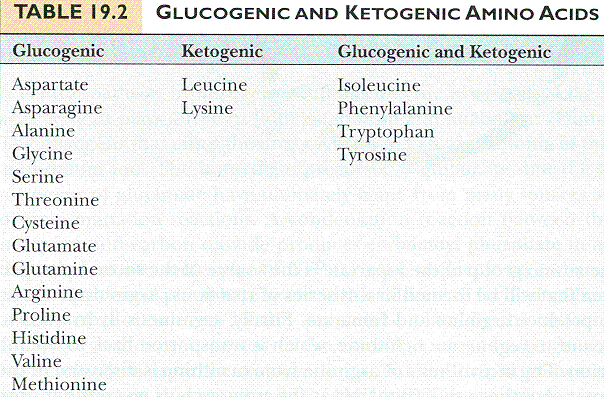 TABLE 19.2 GLUCOGENIC AND KETOGENIC AMINO ACIDS
Glucogenic Ketogenic Glucogenic and Ketogenic
Aspartate Leucine Isoleucine
Asparagine Lysine Phenylalanine
Alanine Tryptophan
Glycine Tyrosine
Serine
Threonine
Cysteine
Glutamate
Glutamine
Arginine
Proline
Histidine
Valine
Methionine